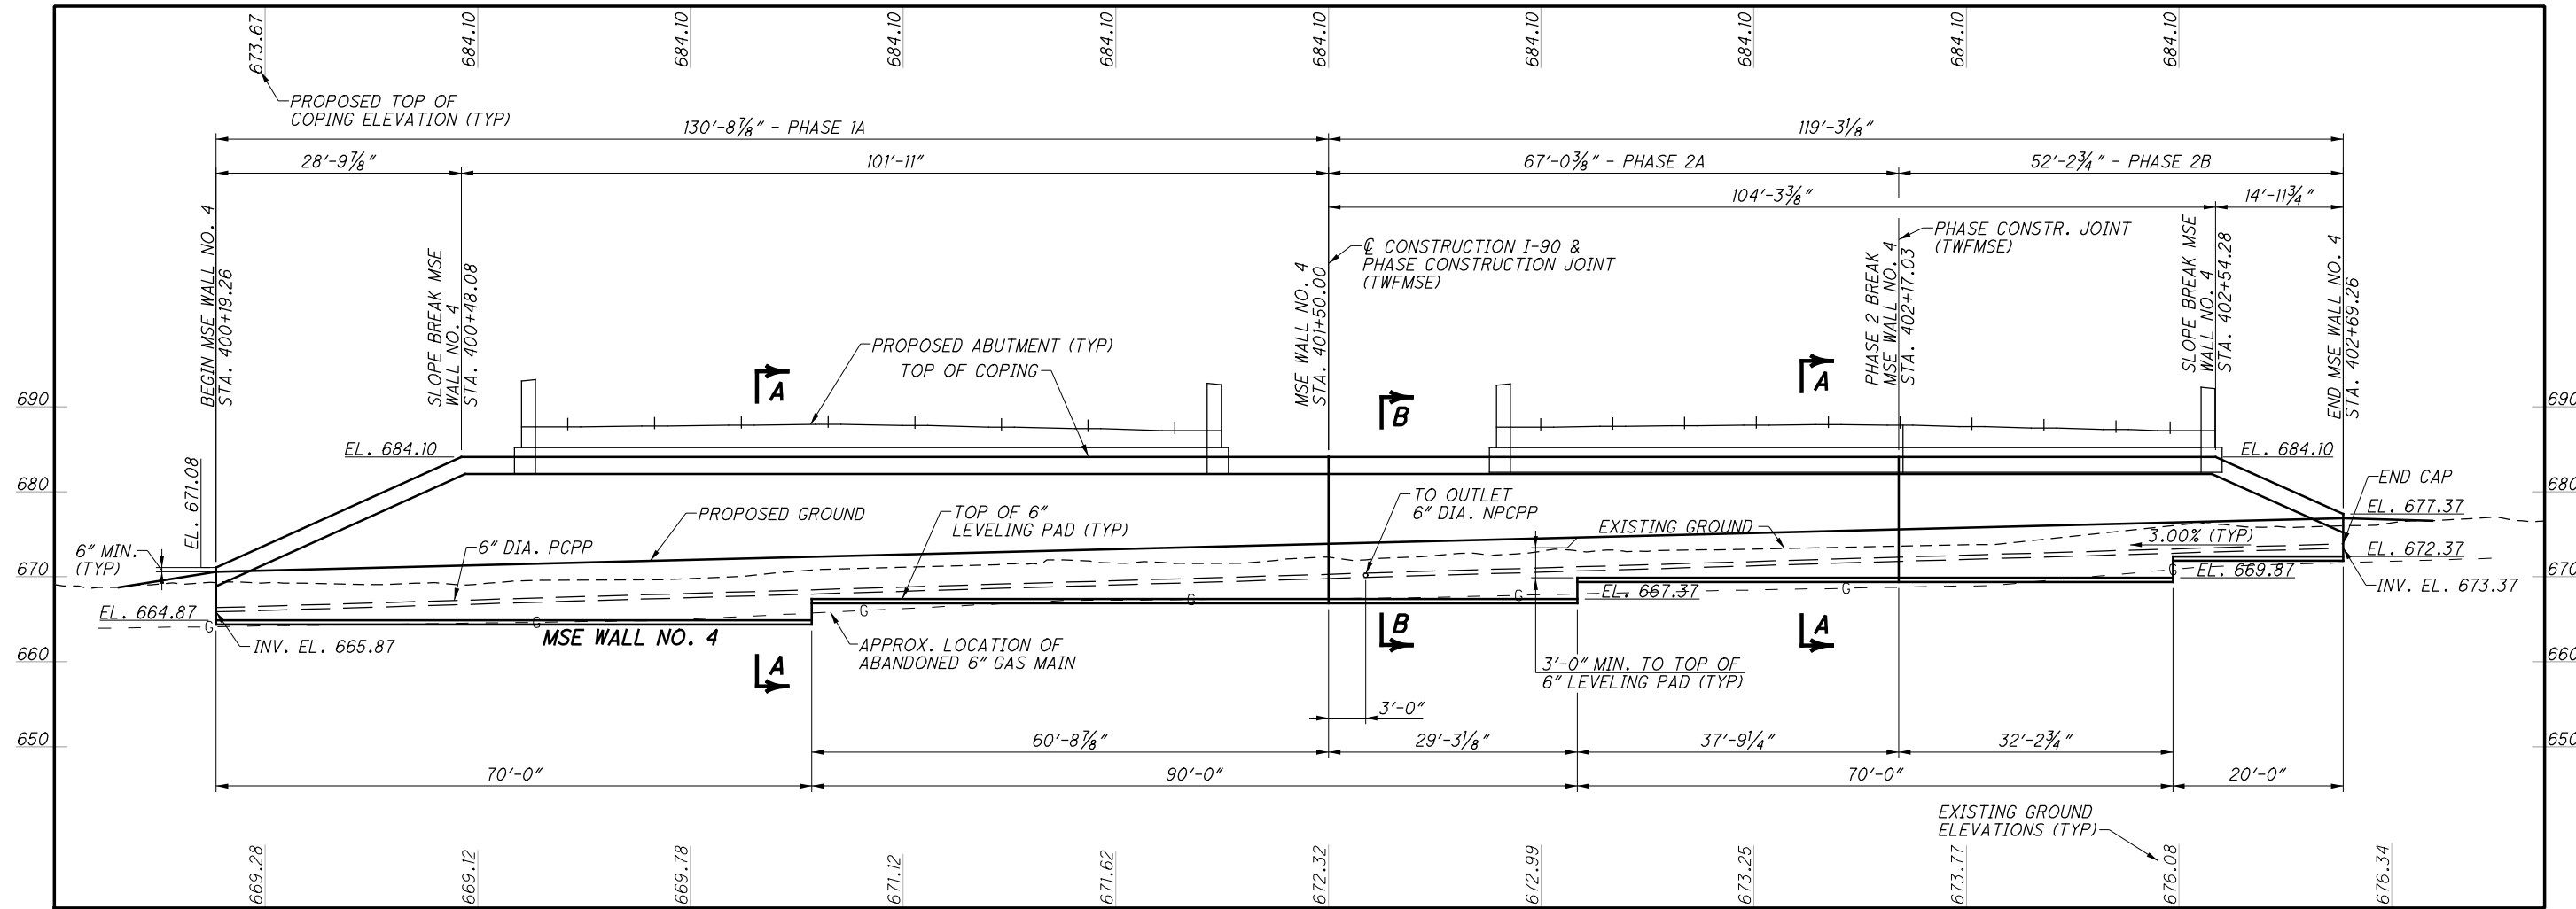 673.67
684.10
684.10
684.10
684.10
684.10
684.10
684.10
684.10
684.10
PROPOSED TOP OF
COPING ELEVATION (TYP)
130'-8⅞" - PHASE 1A
119'-3⅛"
28'-9⅞"
101'-11"
67'-0⅜" - PHASE 2A
52'-2¾" - PHASE 2B
104'-3⅜"
14'-11¾"
BEGIN MSE WALL NO. 4
STA. 400+19.26
SLOPE BREAK MSE
WALL NO. 4
STA. 400+48.08
MSE WALL NO. 4
STA. 401+50.00
℄ CONSTRUCTION I-90 &
PHASE CONSTRUCTION JOINT
(TWFMSE)
PHASE 2 BREAK
MSE WALL NO. 4
STA. 402+17.03
PHASE CONSTR. JOINT
(TWFMSE)
SLOPE BREAK MSE
WALL NO. 4
STA. 402+54.28
END MSE WALL NO. 4
STA. 402+69.26
PROPOSED ABUTMENT (TYP)
TOP OF COPING
A
B
A
690
690
EL. 684.10
EL. 684.10
EL. 671.08
680
680
END CAP
EL. 677.37
PROPOSED GROUND
TOP OF 6"
LEVELING PAD (TYP)
TO OUTLET
6" DIA. NPCPP
EXISTING GROUND
3.00% (TYP)
6" MIN.
(TYP)
6" DIA. PCPP
EL. 672.37
670
670
EL. 669.87
EL. 667.37
INV. EL. 673.37
EL. 664.87
G
G
G
G
G
G
G
INV. EL. 665.87
MSE WALL NO. 4
APPROX. LOCATION OF
ABANDONED 6" GAS MAIN
B
A
A
660
660
3'-0" MIN. TO TOP OF
6" LEVELING PAD (TYP)
3'-0"
650
650
60'-8⅞"
29'-3⅛"
37'-9¼"
32'-2¾"
70'-0"
90'-0"
70'-0"
20'-0"
EXISTING GROUND
ELEVATIONS (TYP)
669.28
669.12
669.78
671.12
671.62
672.32
672.99
673.25
673.77
676.08
676.34